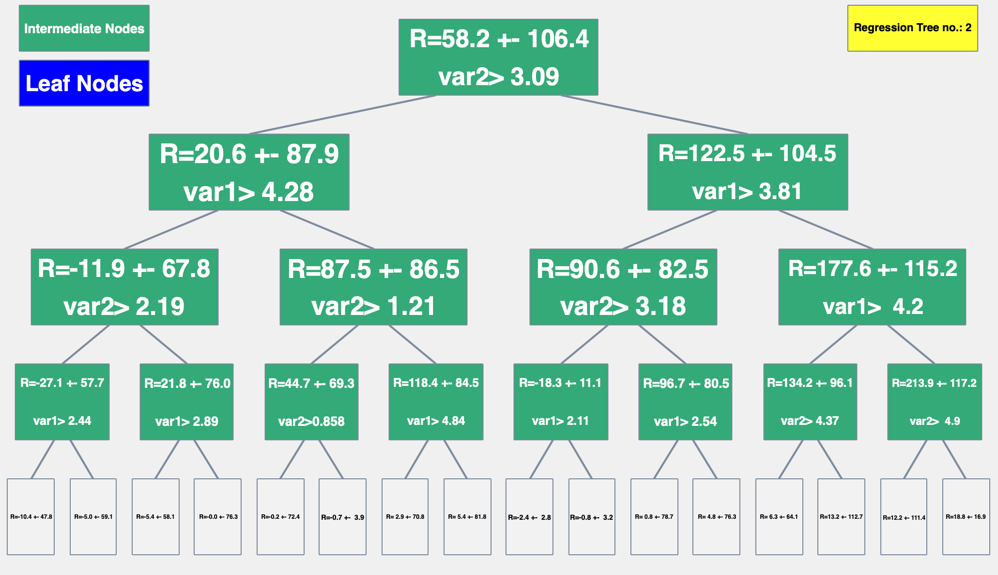 Intermediate Nodes
Leaf Nodes
Regression Tree no.: 2
R=58.2 +- 106.4
var2> 3.09
R=20.6 +- 87.9
var1> 4.28
R=122.5 +- 104.5
var1> 3.81
R=-11.9 +- 67.8
var2> 2.19
R=87.5 +- 86.5
var2> 1.21
R=90.6 +- 82.5
var2> 3.18
R=177.6 +- 115.2
var1> 4.2
R=-27.1 +- 57.7
var1> 2.44
R=21.8 +- 76.0
var1> 2.89
R=44.7 +- 69.3
var2>0.858
R=118.4 +- 84.5
var1> 4.84
R=-18.3 +- 11.1
var1> 2.11
R=96.7 +- 80.5
var1> 2.54
R=134.2 +- 96.1
var2> 4.37
R=213.9 +- 117.2
var2> 4.9
R=-10.4 +- 47.8
R=-5.0 +- 59.1
R=-5.4 +- 58.1
R=-0.0 +- 76.3
R=-0.2 +- 72.4
R=-0.7 +- 3.9
R= 2.9 +- 70.8
R= 5.4 +- 81.8
R=-2.4 +- 2.8
R=-0.8 +- 3.2
R= 0.8 +- 78.7
R= 4.8 +- 76.3
R= 6.3 +- 64.1
R=13.2 +- 112.7
R=12.2 +- 111.4
R=18.8 +- 16.9